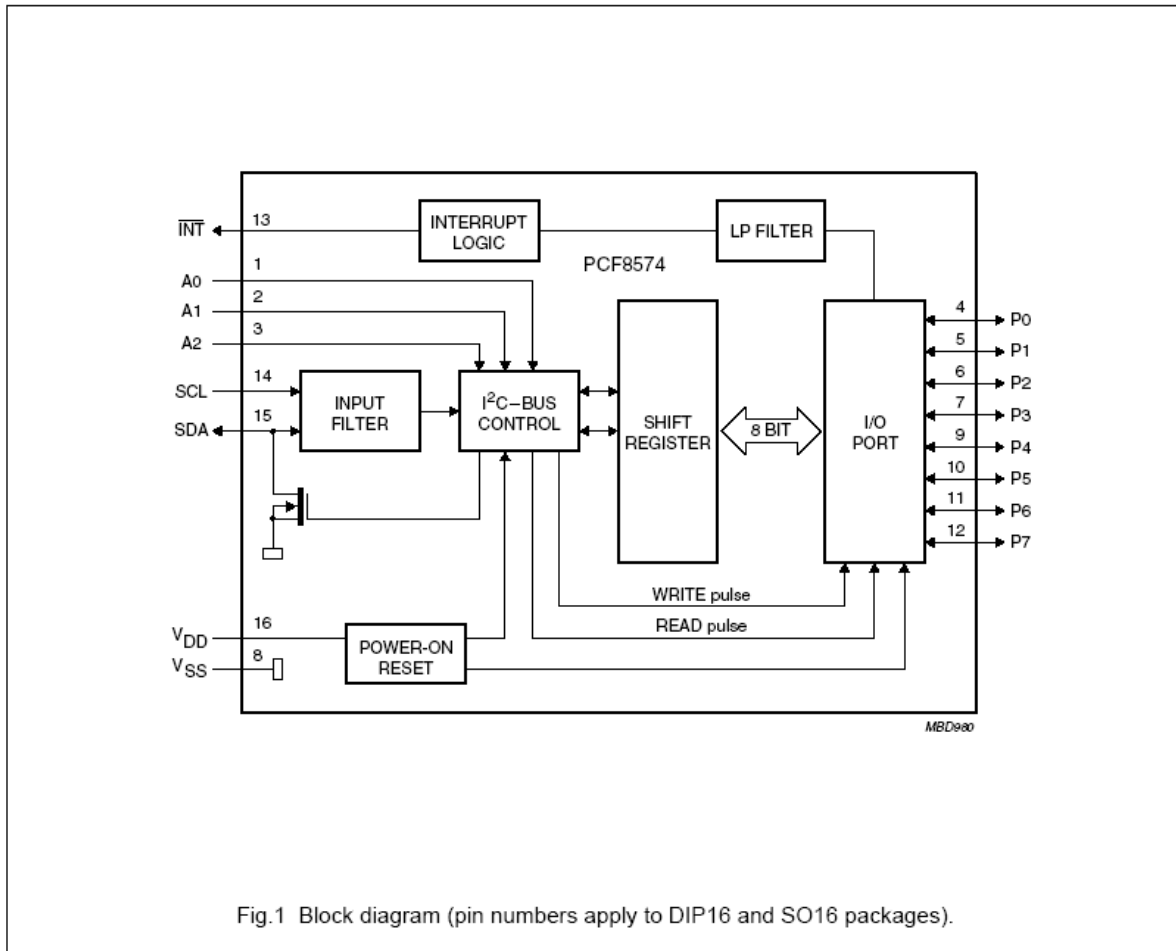 INT
13
INTERRUPT
LOGIC
LP FILTER
PCF8574
A0
1
A1
2
A2
3
SCL
14
SDA
15
INPUT
FILTER
I²C–BUS
CONTROL
SHIFT
REGISTER
8 BIT
I/O
PORT
4
P0
5
P1
6
P2
7
P3
9
P4
10
P5
11
P6
12
P7
WRITE pulse
READ pulse
VDD
16
VSS
8
POWER-ON
RESET
MBD980
Fig.1 Block diagram (pin numbers apply to DIP16 and SO16 packages).